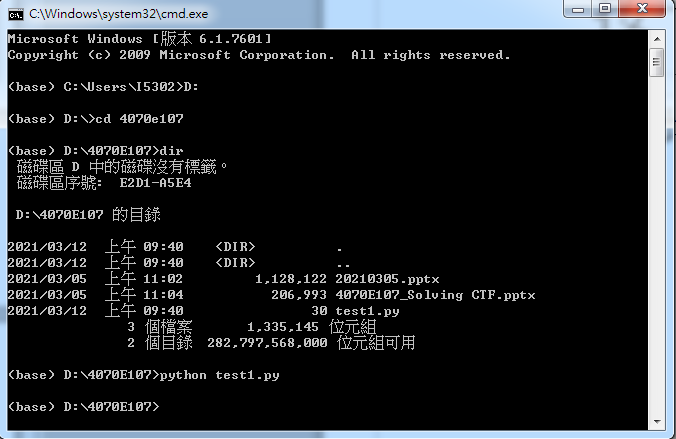 C:\Windows\system32\cmd.exe
Microsoft Windows [版本 6.1.7601]
Copyright (c) 2009 Microsoft Corporation.  All rights reserved.
(base) C:\Users\I5302>D:
(base) D:\>cd 4070e107
(base) D:\4070E107>dir
磁碟區 D 中的磁碟沒有標籤。
磁碟區序號:  E2D1-A5E4
D:\4070E107 的目錄
2021/03/12  上午 09:40    <DIR>          .
2021/03/12  上午 09:40    <DIR>          ..
2021/03/05  上午 11:02         1,128,122 20210305.pptx
2021/03/05  上午 11:04           206,993 4070E107_Solving CTF.pptx
2021/03/12  上午 09:40                30 test1.py
3 個檔案       1,335,145 位元組
2 個目錄  282,797,568,000 位元組可用
(base) D:\4070E107>python test1.py
(base) D:\4070E107>